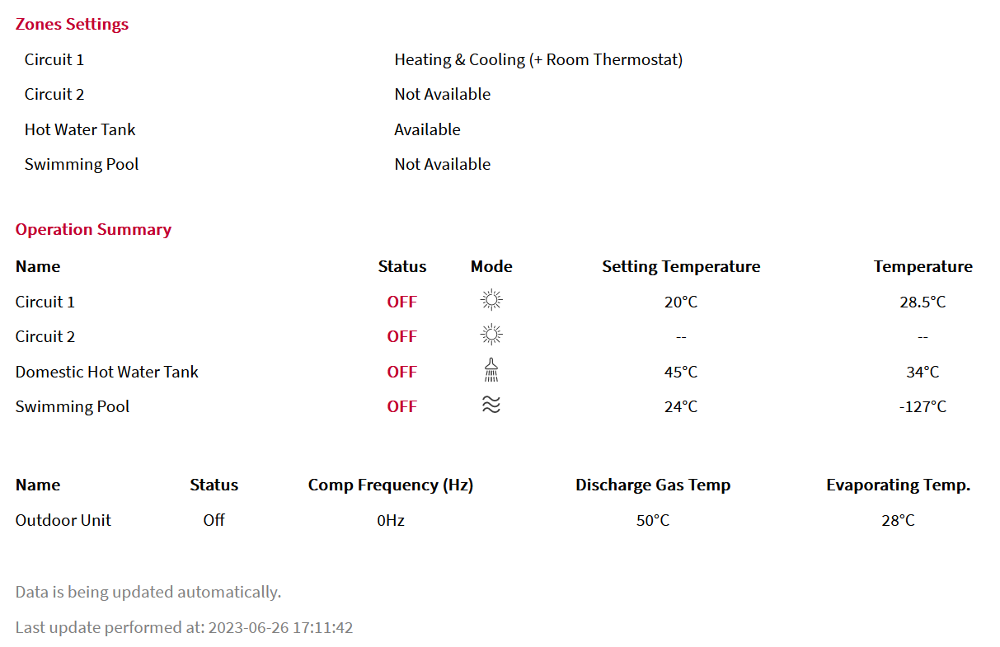 Zones Settings
Circuit 1 Heating & Cooling (+ Room Thermostat)
Circuit 2 Not Available
Hot Water Tank Available
Swimming Pool Not Available
Operation Summary
Name Status Mode Setting Temperature Temperature
Circuit 1 OFF 20°C 28.5°C
Circuit 2 OFF -- --
Domestic Hot Water Tank OFF 45°C 34°C
Swimming Pool OFF 24°C -127°C
Name Status Comp Frequency (Hz) Discharge Gas Temp Evaporating Temp.
Outdoor Unit Off 0Hz 50°C 28°C
Data is being updated automatically.
Last update performed at: 2023-06-26 17:11:42